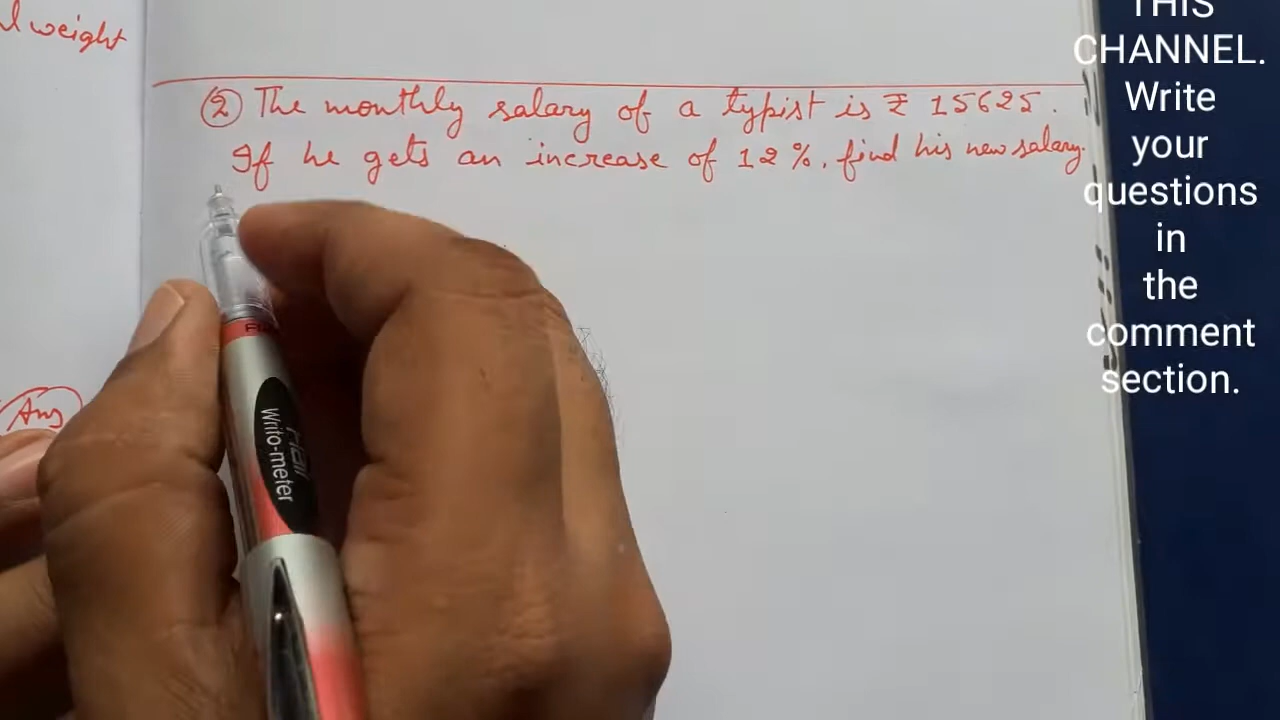 l weight
② The monthly salary of a typist is ₹ 15625.
If he gets an increase of 12%, find his new salary.
Ans
Writo-meter
THIS
CHANNEL.
Write
your
questions
in
the
comment
section.